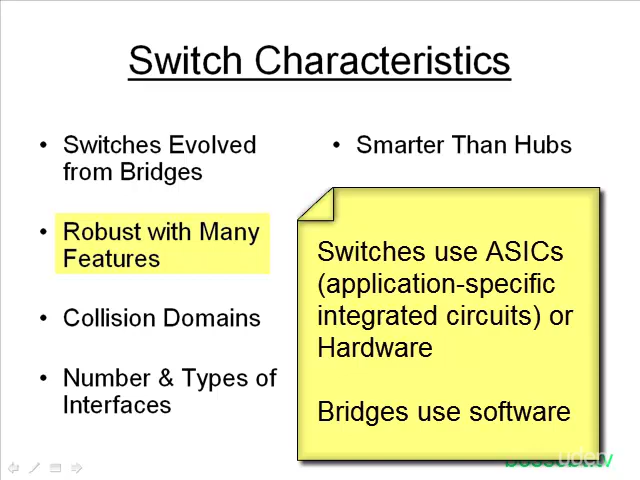 Switch Characteristics
• Switches Evolved
from Bridges
• Robust with Many
Features
• Collision Domains
• Number & Types of
Interfaces
• Smarter Than Hubs
Switches use ASICs
(application-specific
integrated circuits) or
Hardware
Bridges use software